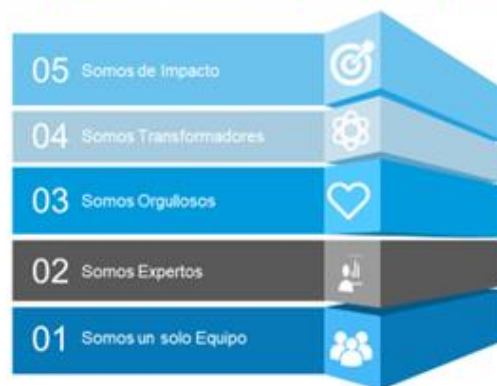 05 Somos de Impacto
04 Somos Transformadores
03 Somos Orgullosos
02 Somos Expertos
01 Somos un solo Equipo